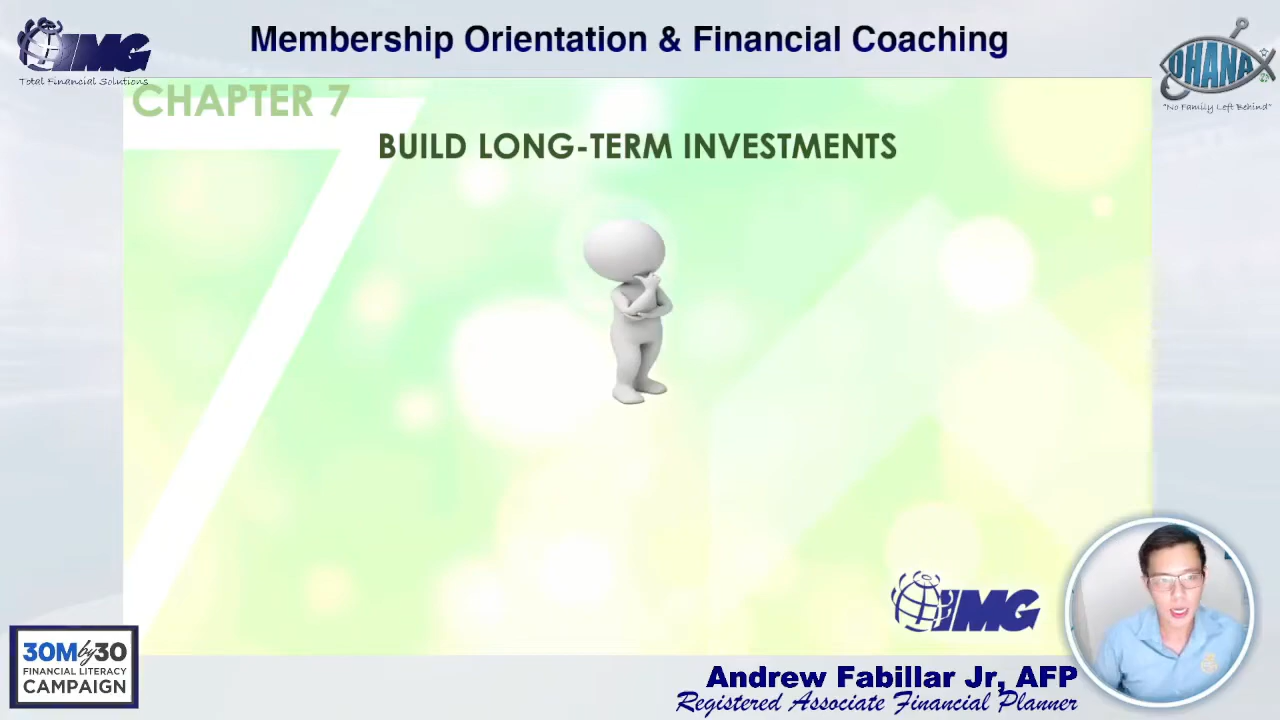 IMG
Total Financial Solutions
Membership Orientation & Financial Coaching
OHANA
"No Family Left Behind"
CHAPTER 7
7
BUILD LONG-TERM INVESTMENTS
IMG
30M by 30
FINANCIAL LITERACY
CAMPAIGN
Andrew Fabillar Jr, AFP
Registered Associate Financial Planner